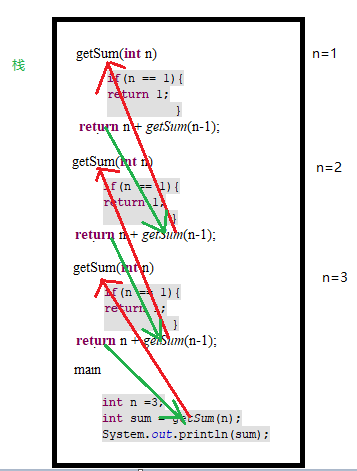 栈
getSum(int n) n=1
if(n == 1){
return 1;
}
return n + getSum(n-1);
getSum(int n) n=2
if(n == 1){
return 1;
}
return n + getSum(n-1);
getSum(int n) n=3
if(n == 1){
return 1;
}
return n + getSum(n-1);
main
int n =3;
int sum = getSum(n);
System.out.println(sum);